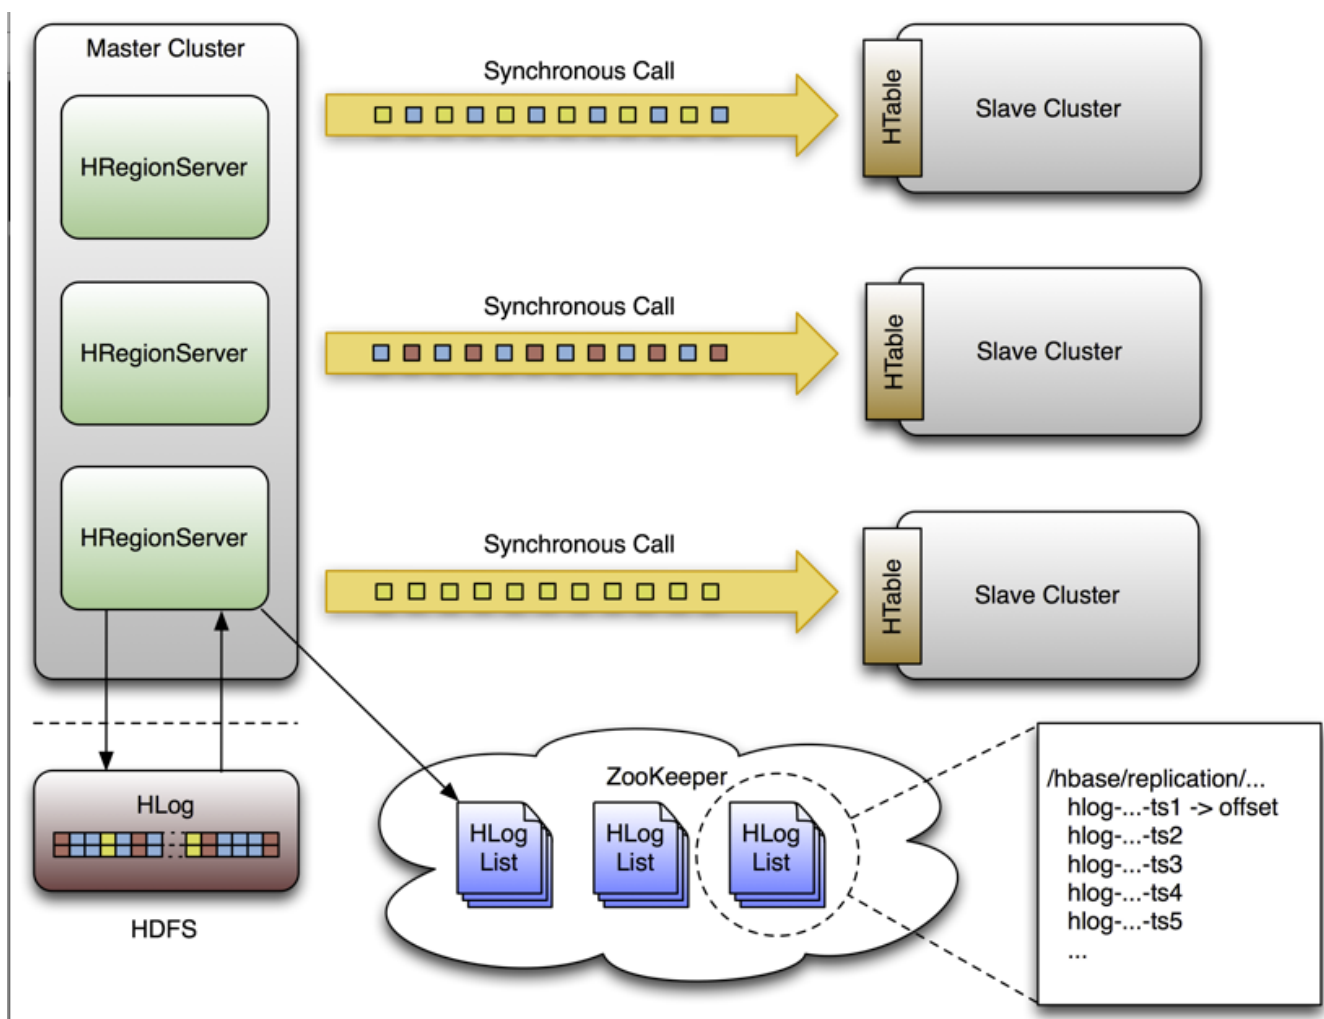 Master Cluster
HRegionServer
HRegionServer
HRegionServer
Synchronous Call
HTable
Slave Cluster
Synchronous Call
HTable
Slave Cluster
Synchronous Call
HTable
Slave Cluster
HLog
HDFS
ZooKeeper
HLog
List
HLog
List
HLog
List
/hbase/replication/...
hlog-...-ts1 -> offset
hlog-...-ts2
hlog-...-ts3
hlog-...-ts4
hlog-...-ts5
...